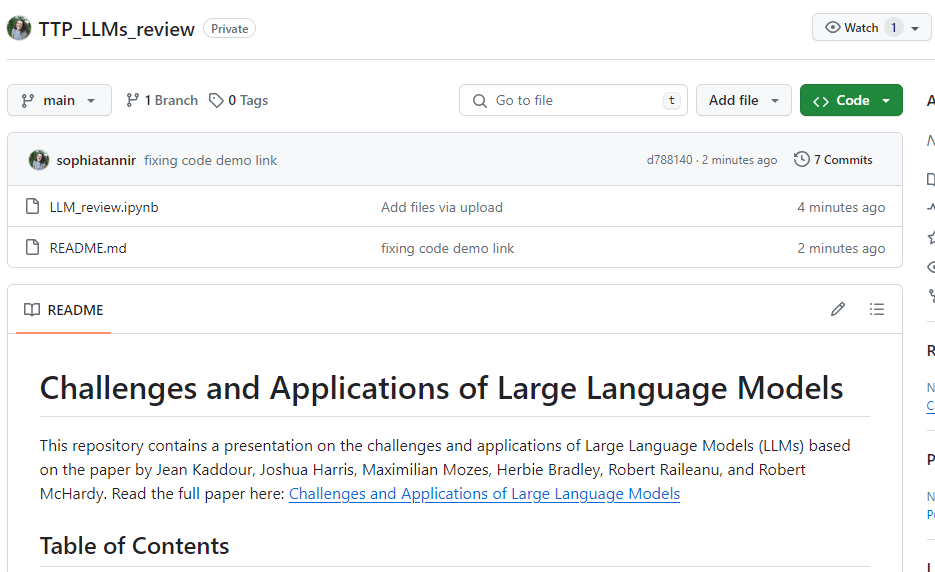 TTP_LLMs_review Private Watch 1
main 1 Branch 0 Tags Go to file t Add file Code
sophiatannir fixing code demo link d788140 · 2 minutes ago 7 Commits
LLM_review.ipynb Add files via upload 4 minutes ago
README.md fixing code demo link 2 minutes ago
README
Challenges and Applications of Large Language Models
This repository contains a presentation on the challenges and applications of Large Language Models (LLMs) based
on the paper by Jean Kaddour, Joshua Harris, Maximilian Mozes, Herbie Bradley, Robert Raileanu, and Robert
McHardy. Read the full paper here: Challenges and Applications of Large Language Models
Table of Contents